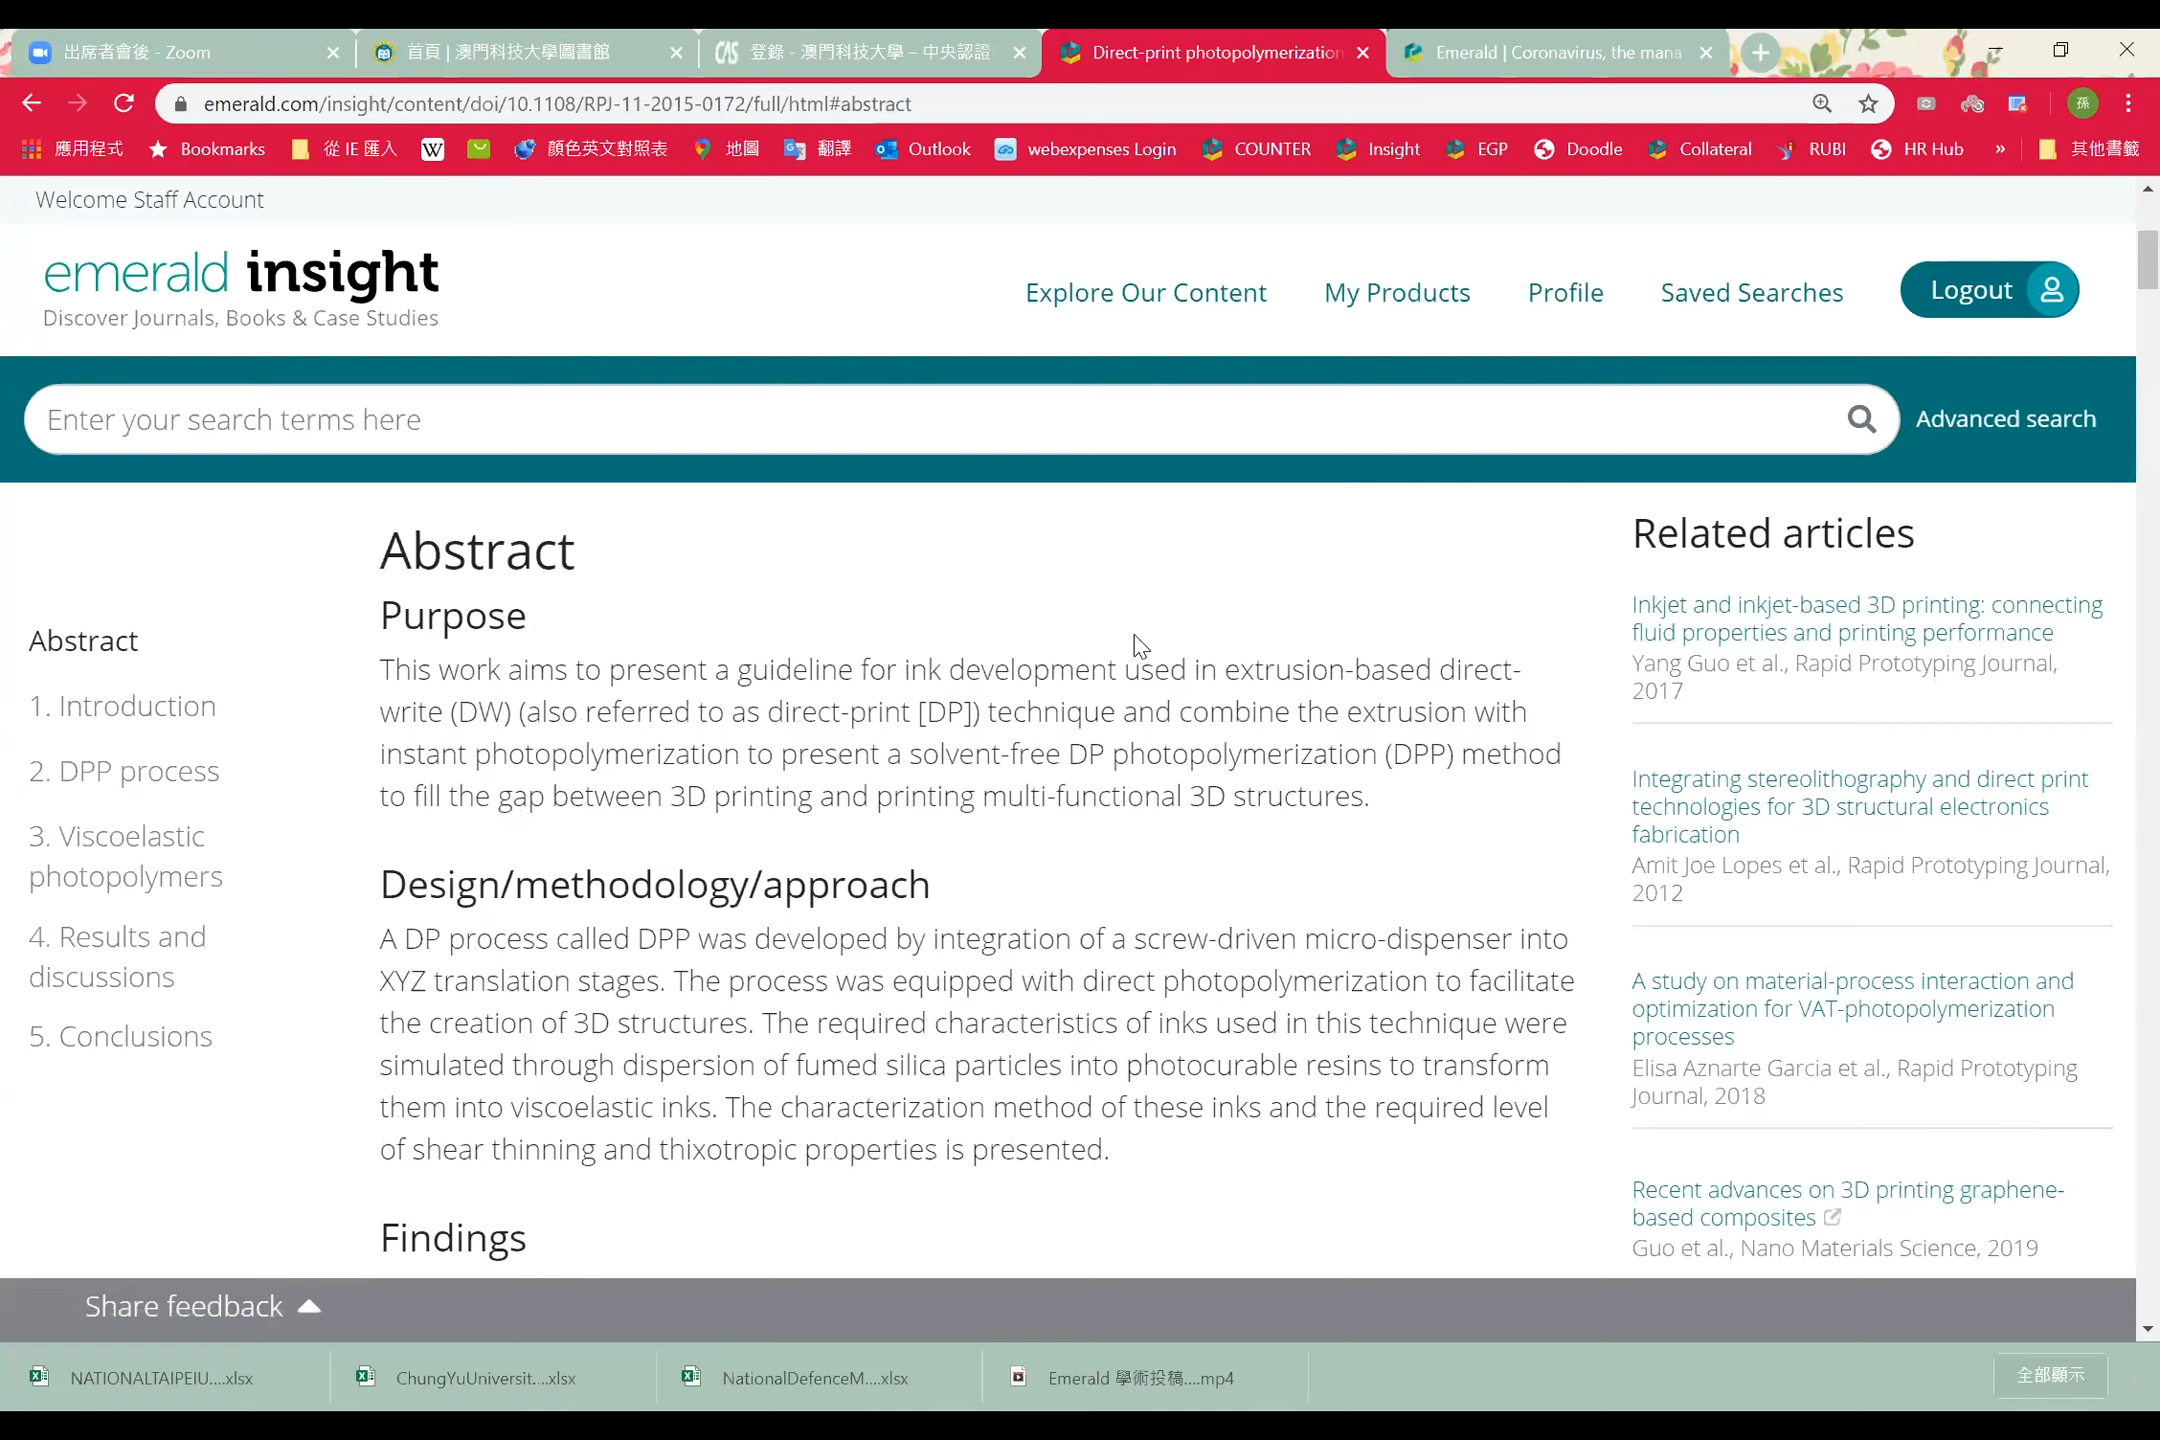 出席者會後 - Zoom
首頁 | 澳門科技大學圖書館
CAS 登錄 - 澳門科技大學 – 中央認證
Direct-print photopolymerization
Emerald | Coronavirus, the mana
emerald.com/insight/content/doi/10.1108/RPJ-11-2015-0172/full/html#abstract
孫
應用程式
Bookmarks
從 IE 匯入
W
顏色英文對照表
地圖
翻譯
Outlook
webexpenses Login
COUNTER
Insight
EGP
Doodle
Collateral
RUBI
HR Hub
»
其他書籤
Welcome Staff Account
emerald insight
Discover Journals, Books & Case Studies
Explore Our Content
My Products
Profile
Saved Searches
Logout
Enter your search terms here
Advanced search
Abstract
1. Introduction
2. DPP process
3. Viscoelastic
photopolymers
4. Results and
discussions
5. Conclusions
Abstract
Purpose
This work aims to present a guideline for ink development used in extrusion-based direct-
write (DW) (also referred to as direct-print [DP]) technique and combine the extrusion with
instant photopolymerization to present a solvent-free DP photopolymerization (DPP) method
to fill the gap between 3D printing and printing multi-functional 3D structures.
Design/methodology/approach
A DP process called DPP was developed by integration of a screw-driven micro-dispenser into
XYZ translation stages. The process was equipped with direct photopolymerization to facilitate
the creation of 3D structures. The required characteristics of inks used in this technique were
simulated through dispersion of fumed silica particles into photocurable resins to transform
them into viscoelastic inks. The characterization method of these inks and the required level
of shear thinning and thixotropic properties is presented.
Findings
Related articles
Inkjet and inkjet-based 3D printing: connecting
fluid properties and printing performance
Yang Guo et al., Rapid Prototyping Journal,
2017
Integrating stereolithography and direct print
technologies for 3D structural electronics
fabrication
Amit Joe Lopes et al., Rapid Prototyping Journal,
2012
A study on material-process interaction and
optimization for VAT-photopolymerization
processes
Elisa Aznarte Garcia et al., Rapid Prototyping
Journal, 2018
Recent advances on 3D printing graphene-
based composites
Guo et al., Nano Materials Science, 2019
Share feedback
NATIONALTAIPEIU....xlsx
ChungYuUniversit....xlsx
NationalDefenceM....xlsx
Emerald 學術投稿....mp4
全部顯示